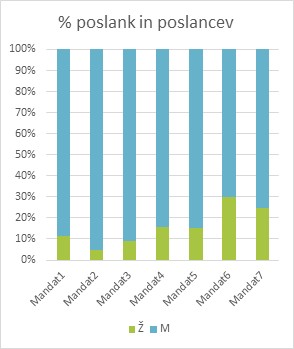 % poslank in poslancev
100%
90%
80%
70%
60%
50%
40%
30%
20%
10%
0%
Mandat1
Mandat2
Mandat3
Mandat4
Mandat5
Mandat6
Mandat7
Ž M